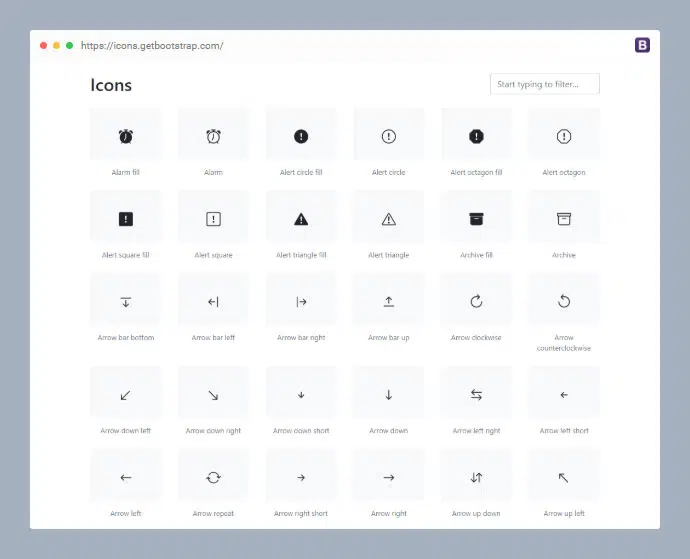 https://icons.getbootstrap.com/
B
Icons
Start typing to filter...
Alarm fill
Alarm
Alert circle fill
Alert circle
Alert octagon fill
Alert octagon
Alert square fill
Alert square
Alert triangle fill
Alert triangle
Archive fill
Archive
Arrow bar bottom
Arrow bar left
Arrow bar right
Arrow bar up
Arrow clockwise
Arrow
counterclockwise
Arrow down left
Arrow down right
Arrow down short
Arrow down
Arrow left right
Arrow left short
Arrow left
Arrow repeat
Arrow right short
Arrow right
Arrow up down
Arrow up left